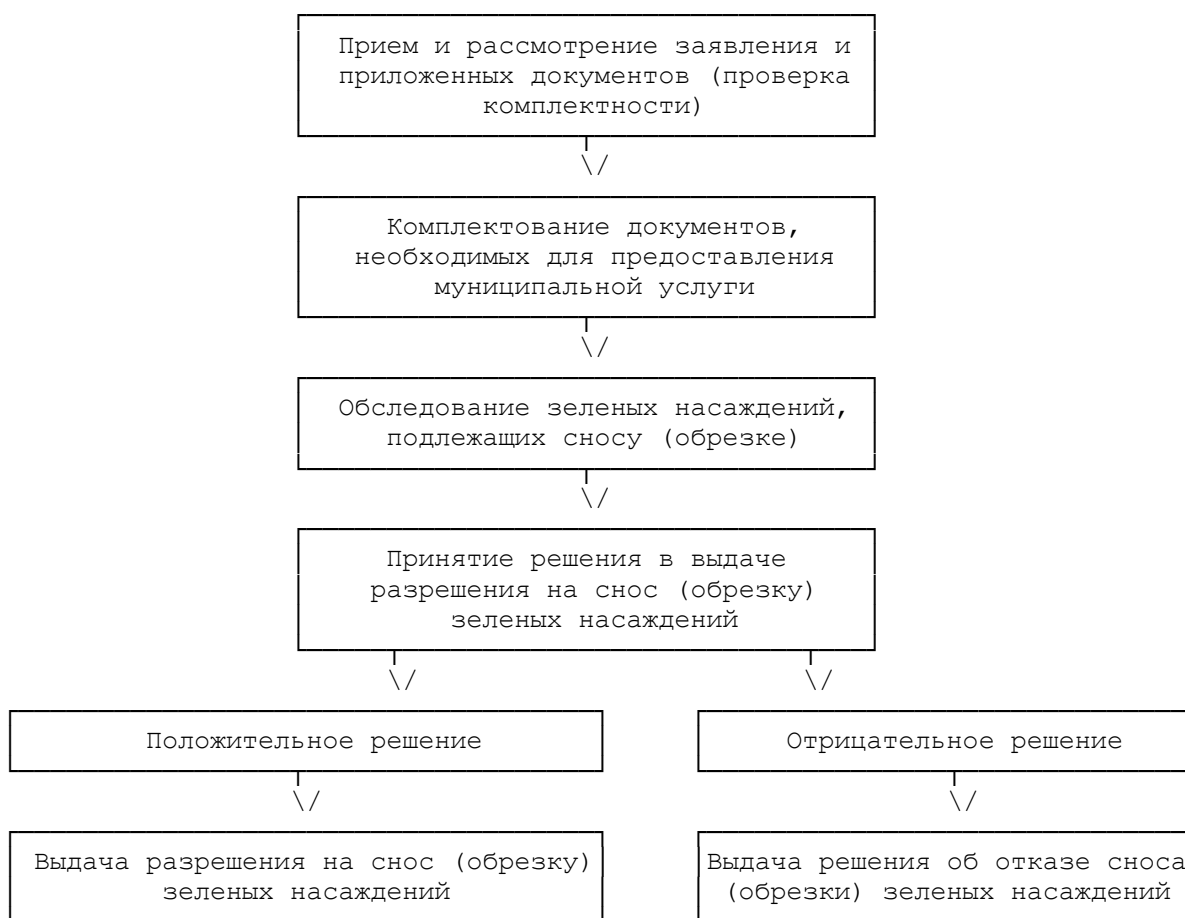 Прием и рассмотрение заявления и
приложенных документов (проверка
комплектности)
Комплектование документов,
необходимых для предоставления
муниципальной услуги
Обследование зеленых насаждений,
подлежащих сносу (обрезке)
Принятие решения в выдаче
разрешения на снос (обрезку)
зеленых насаждений
Положительное решение
Отрицательное решение
Выдача разрешения на снос (обрезку)
зеленых насаждений
Выдача решения об отказе сноса
(обрезки) зеленых насаждений